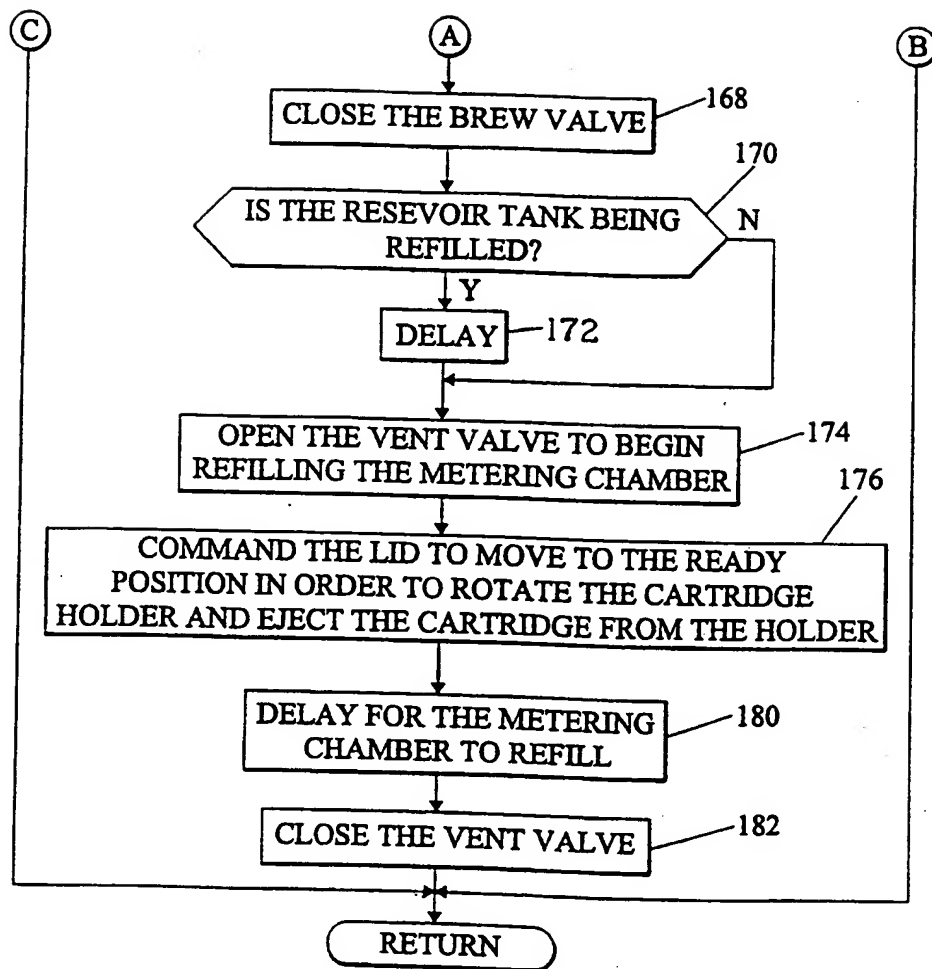 C
A
B
CLOSE THE BREW VALVE
168
170
IS THE RESEVOIR TANK BEING
REFILLED?
N
Y
DELAY
172
OPEN THE VENT VALVE TO BEGIN
REFILLING THE METERING CHAMBER
174
176
COMMAND THE LID TO MOVE TO THE READY
POSITION IN ORDER TO ROTATE THE CARTRIDGE
HOLDER AND EJECT THE CARTRIDGE FROM THE HOLDER
DELAY FOR THE METERING
CHAMBER TO REFILL
180
CLOSE THE VENT VALVE
182
RETURN